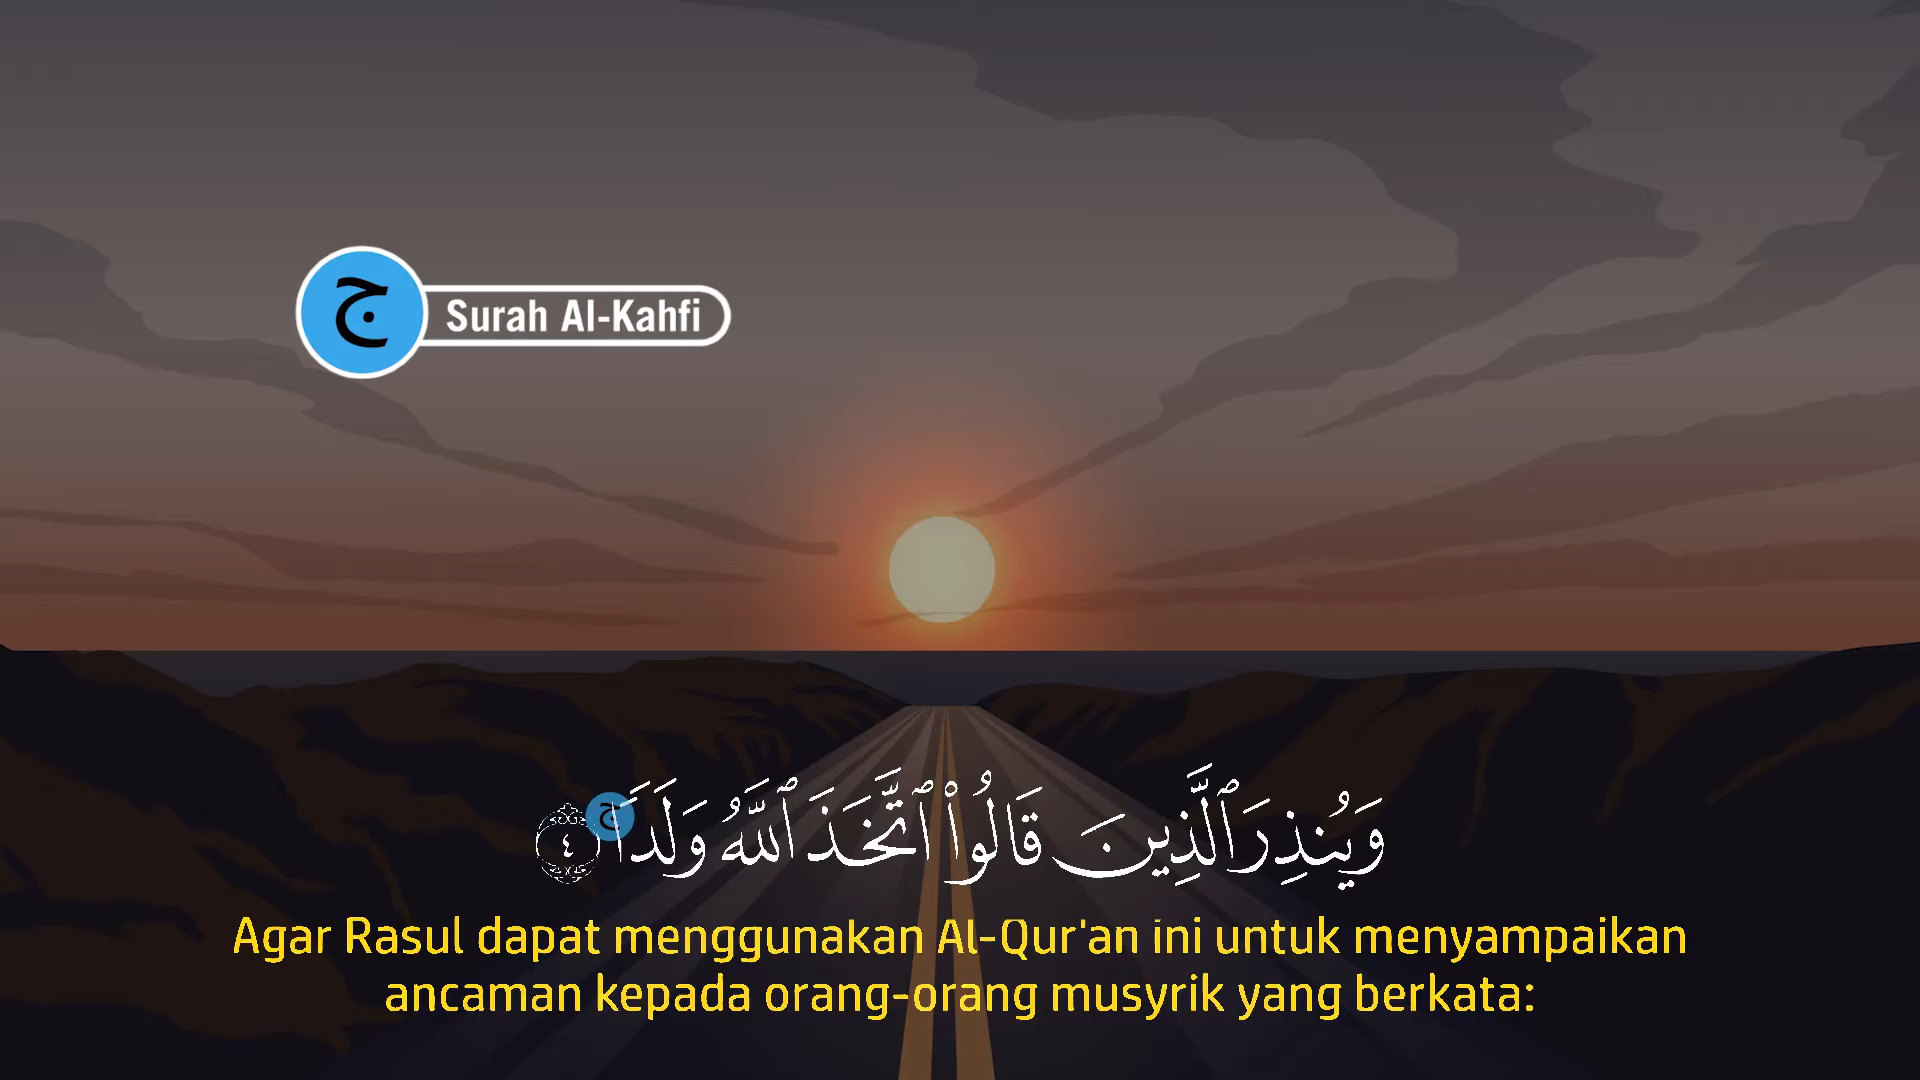 ج
Surah Al-Kahfi
وَيُنذِرَ ٱلَّذِينَ قَالُوا۟ ٱتَّخَذَ ٱللَّهُ وَلَدًا ۛج ٤
Agar Rasul dapat menggunakan Al-Qur'an ini untuk menyampaikan
ancaman kepada orang-orang musyrik yang berkata: